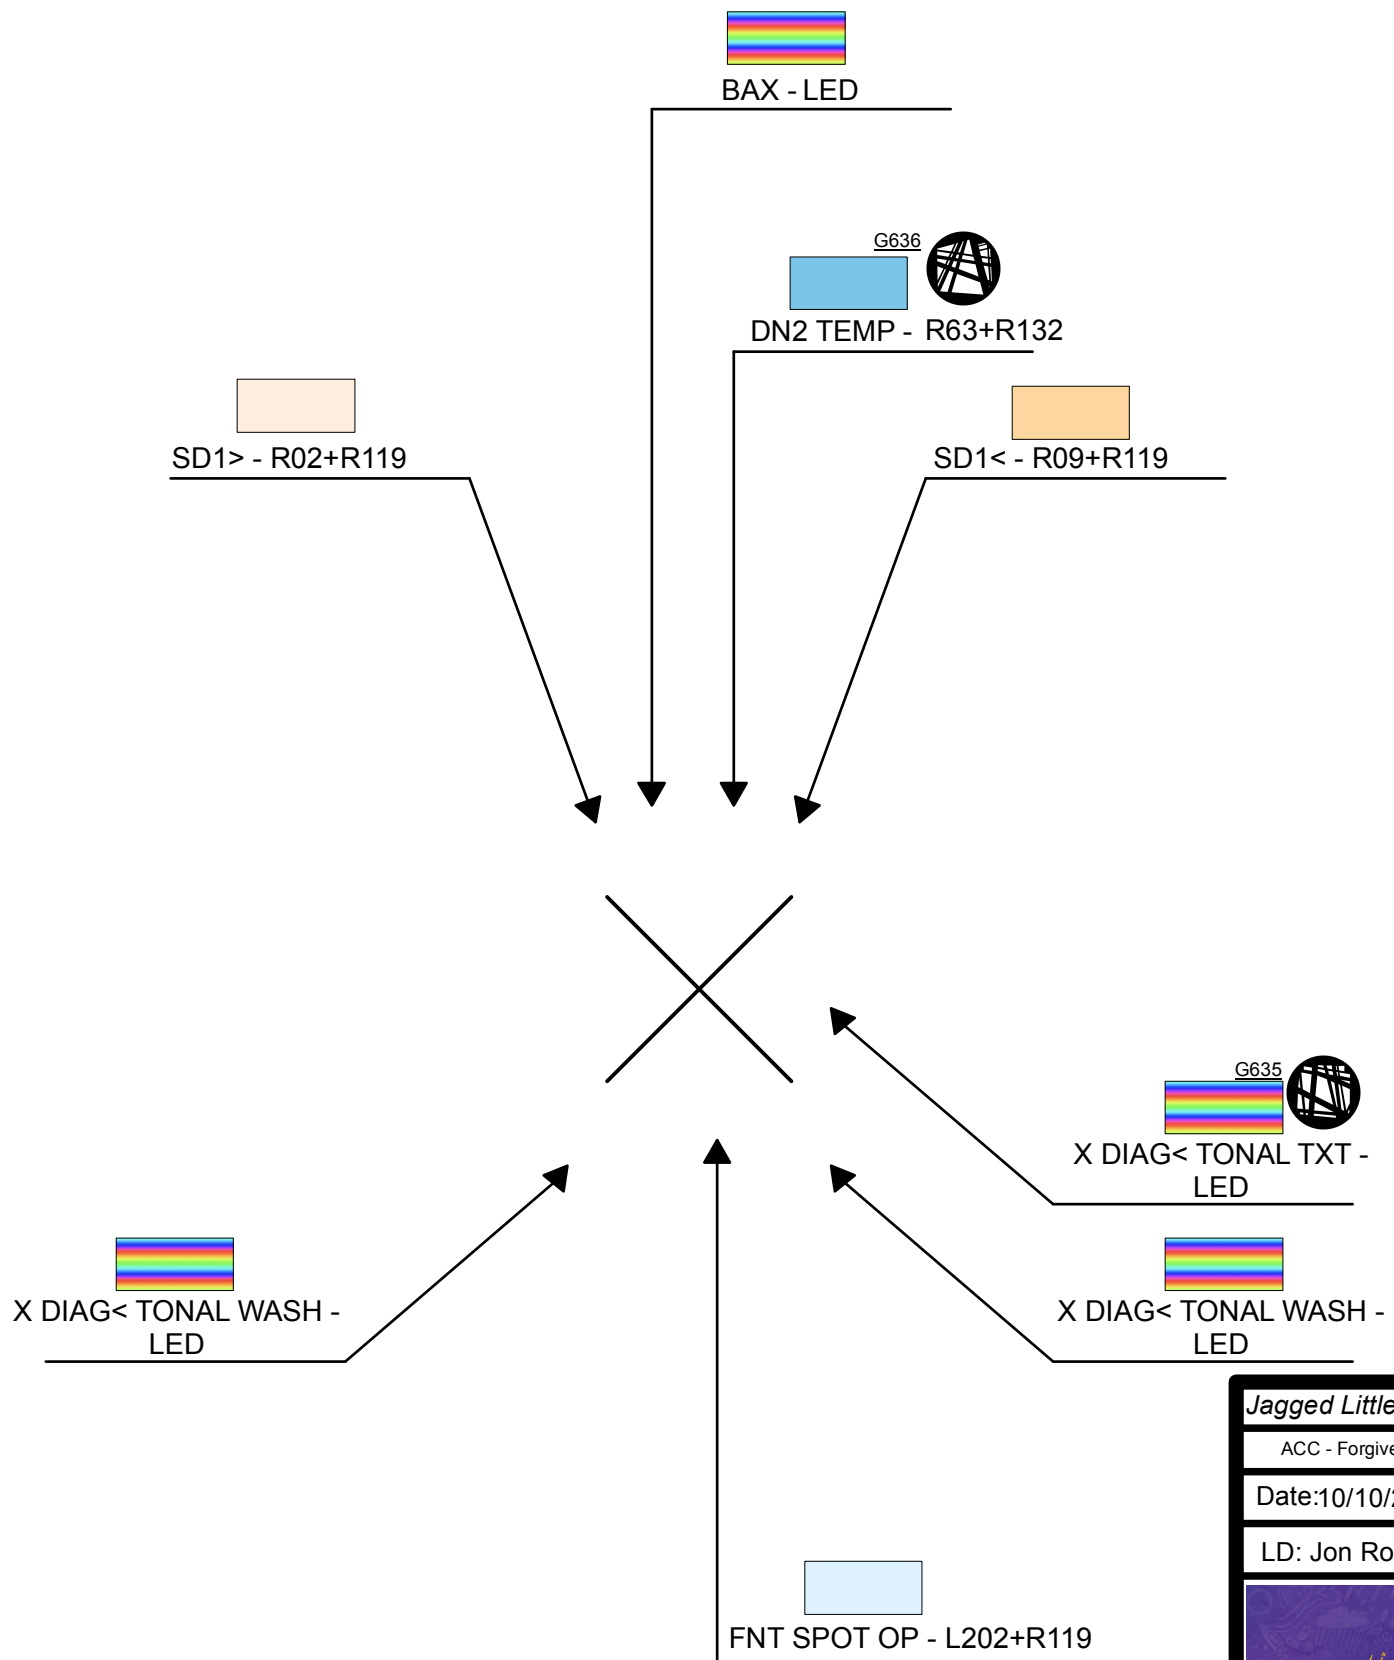 BAX - LED
G636
DN2 TEMP - R63+R132
SD1> - R02+R119
SD1< - R09+R119
G635
X DIAG< TONAL TXT -
LED
X DIAG< TONAL WASH -
LED
X DIAG< TONAL WASH -
LED
Jagged Little
ACC - Forgive
Date:10/10/
LD: Jon Ro
FNT SPOT OP - L202+R119